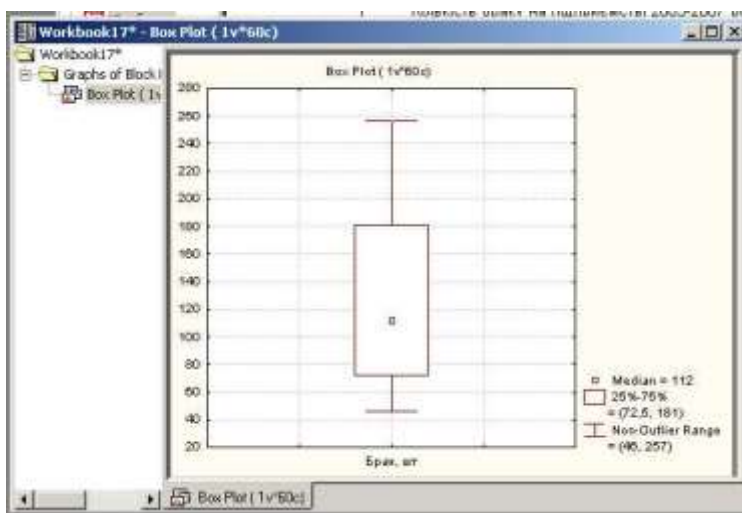 Workbook17* - Box Plot ( 1v*60c)
Workbook17*
Graphs of Block
Box Plot ( 1v
Box Plot ( 1v*60c)
280
260
240
220
200
180
160
140
120
100
80
60
40
20
Брак, шт
Median = 112
25%-75%
= (72,5, 181)
Non-Outlier Range
= (46, 257)
Box Plot ( 1v*60c)